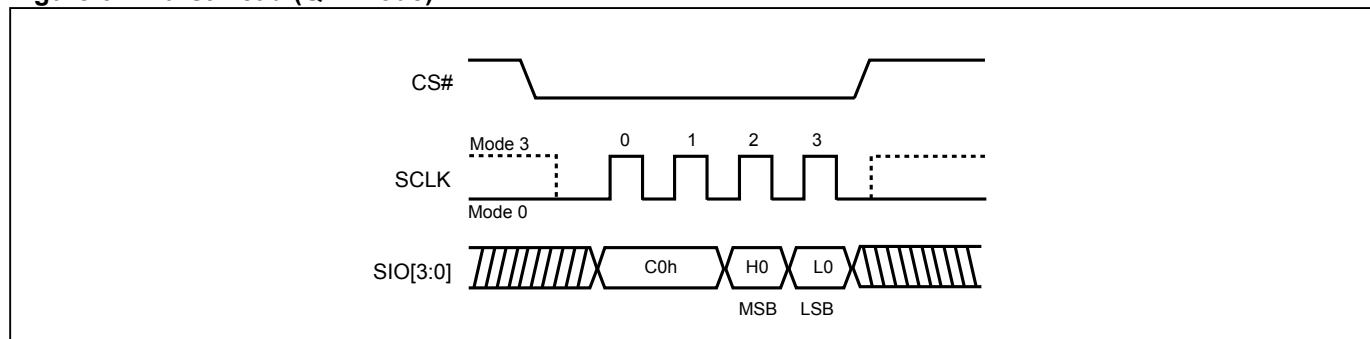 CS#
Mode 3
0 1 2 3
SCLK
Mode 0
SIO[3:0]
C0h H0 L0
MSB LSB